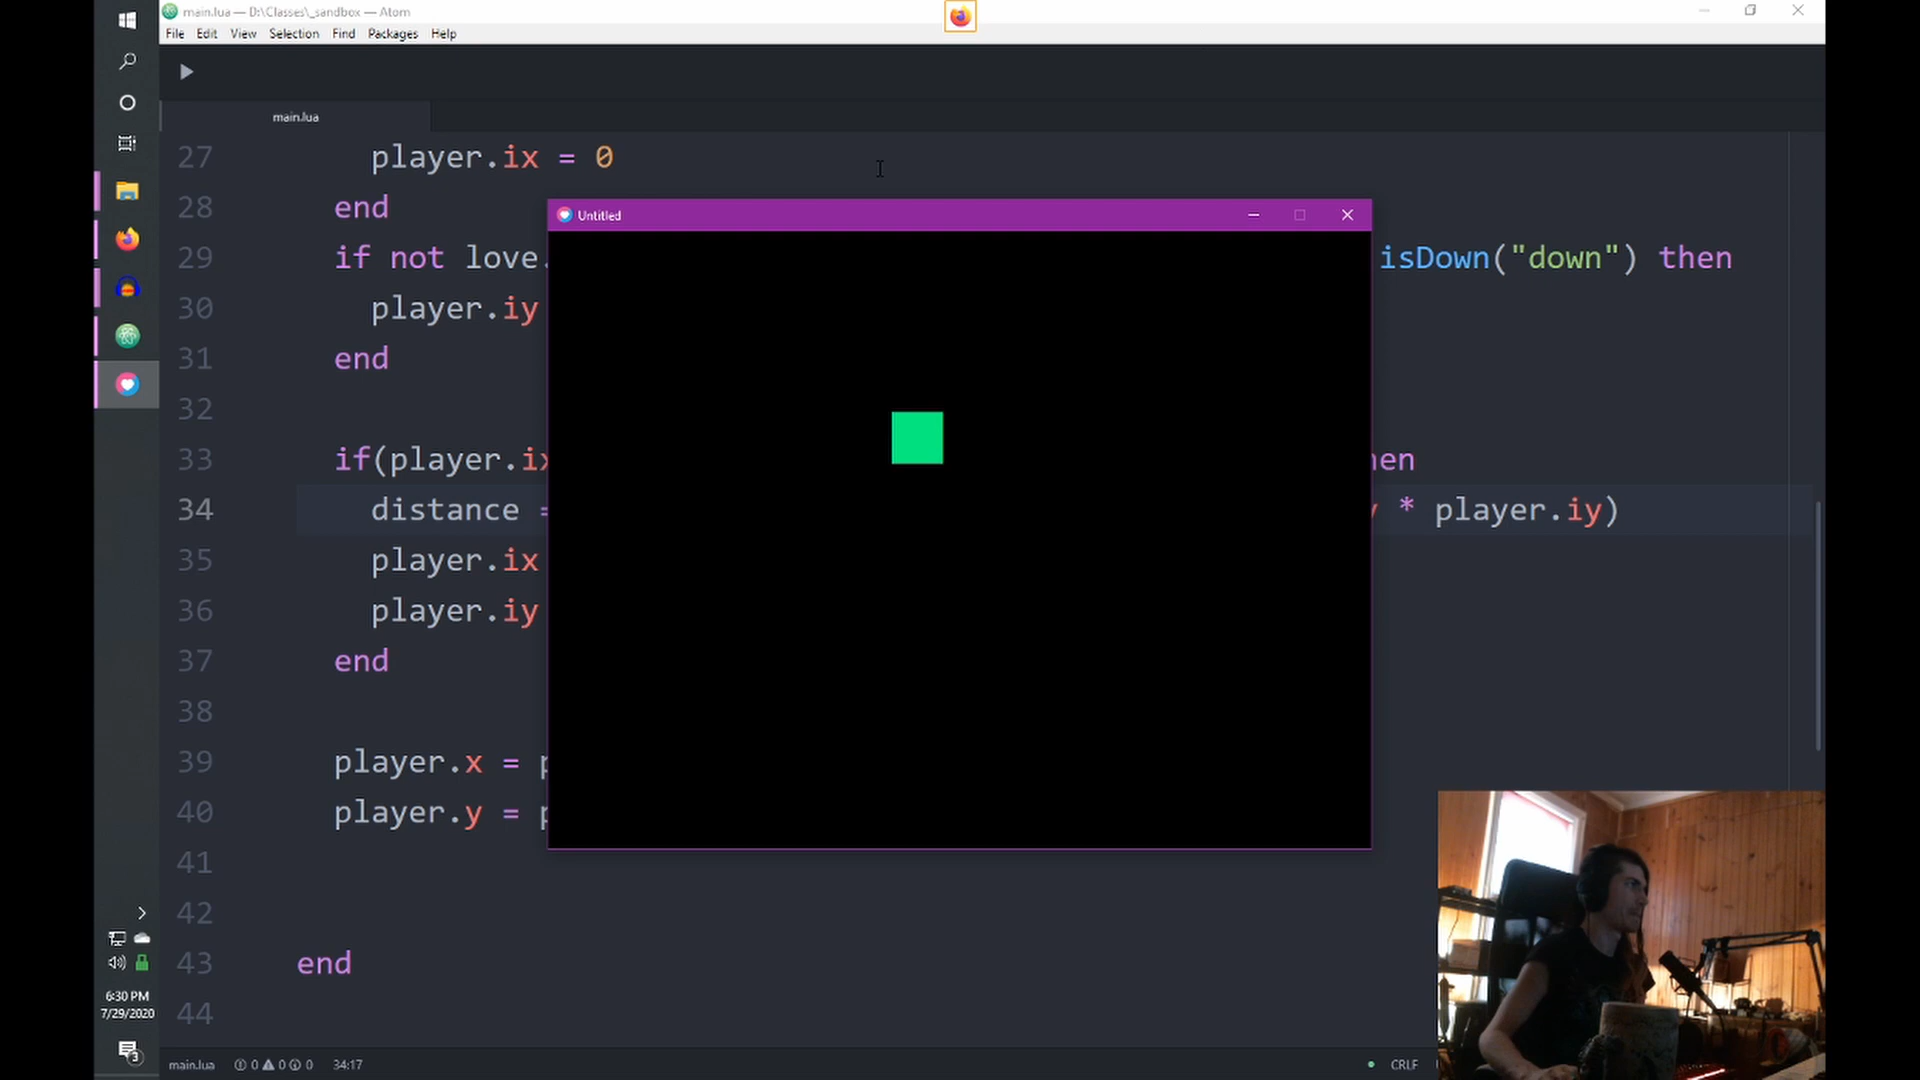 main.lua — D:\Classes\_sandbox — Atom
File Edit View Selection Find Packages Help
main.lua
27 player.ix = 0
28 end
Untitled
29 if not love. isDown("down") then
30 player.iy
31 end
32
33 if(player.ix hen
34 distance = * player.iy)
35 player.ix
36 player.iy
37 end
38
39 player.x =
40 player.y =
41
42
43 end
44
6:30 PM
7/29/2020
3
main.lua 0 0 0 34:17 CRLF